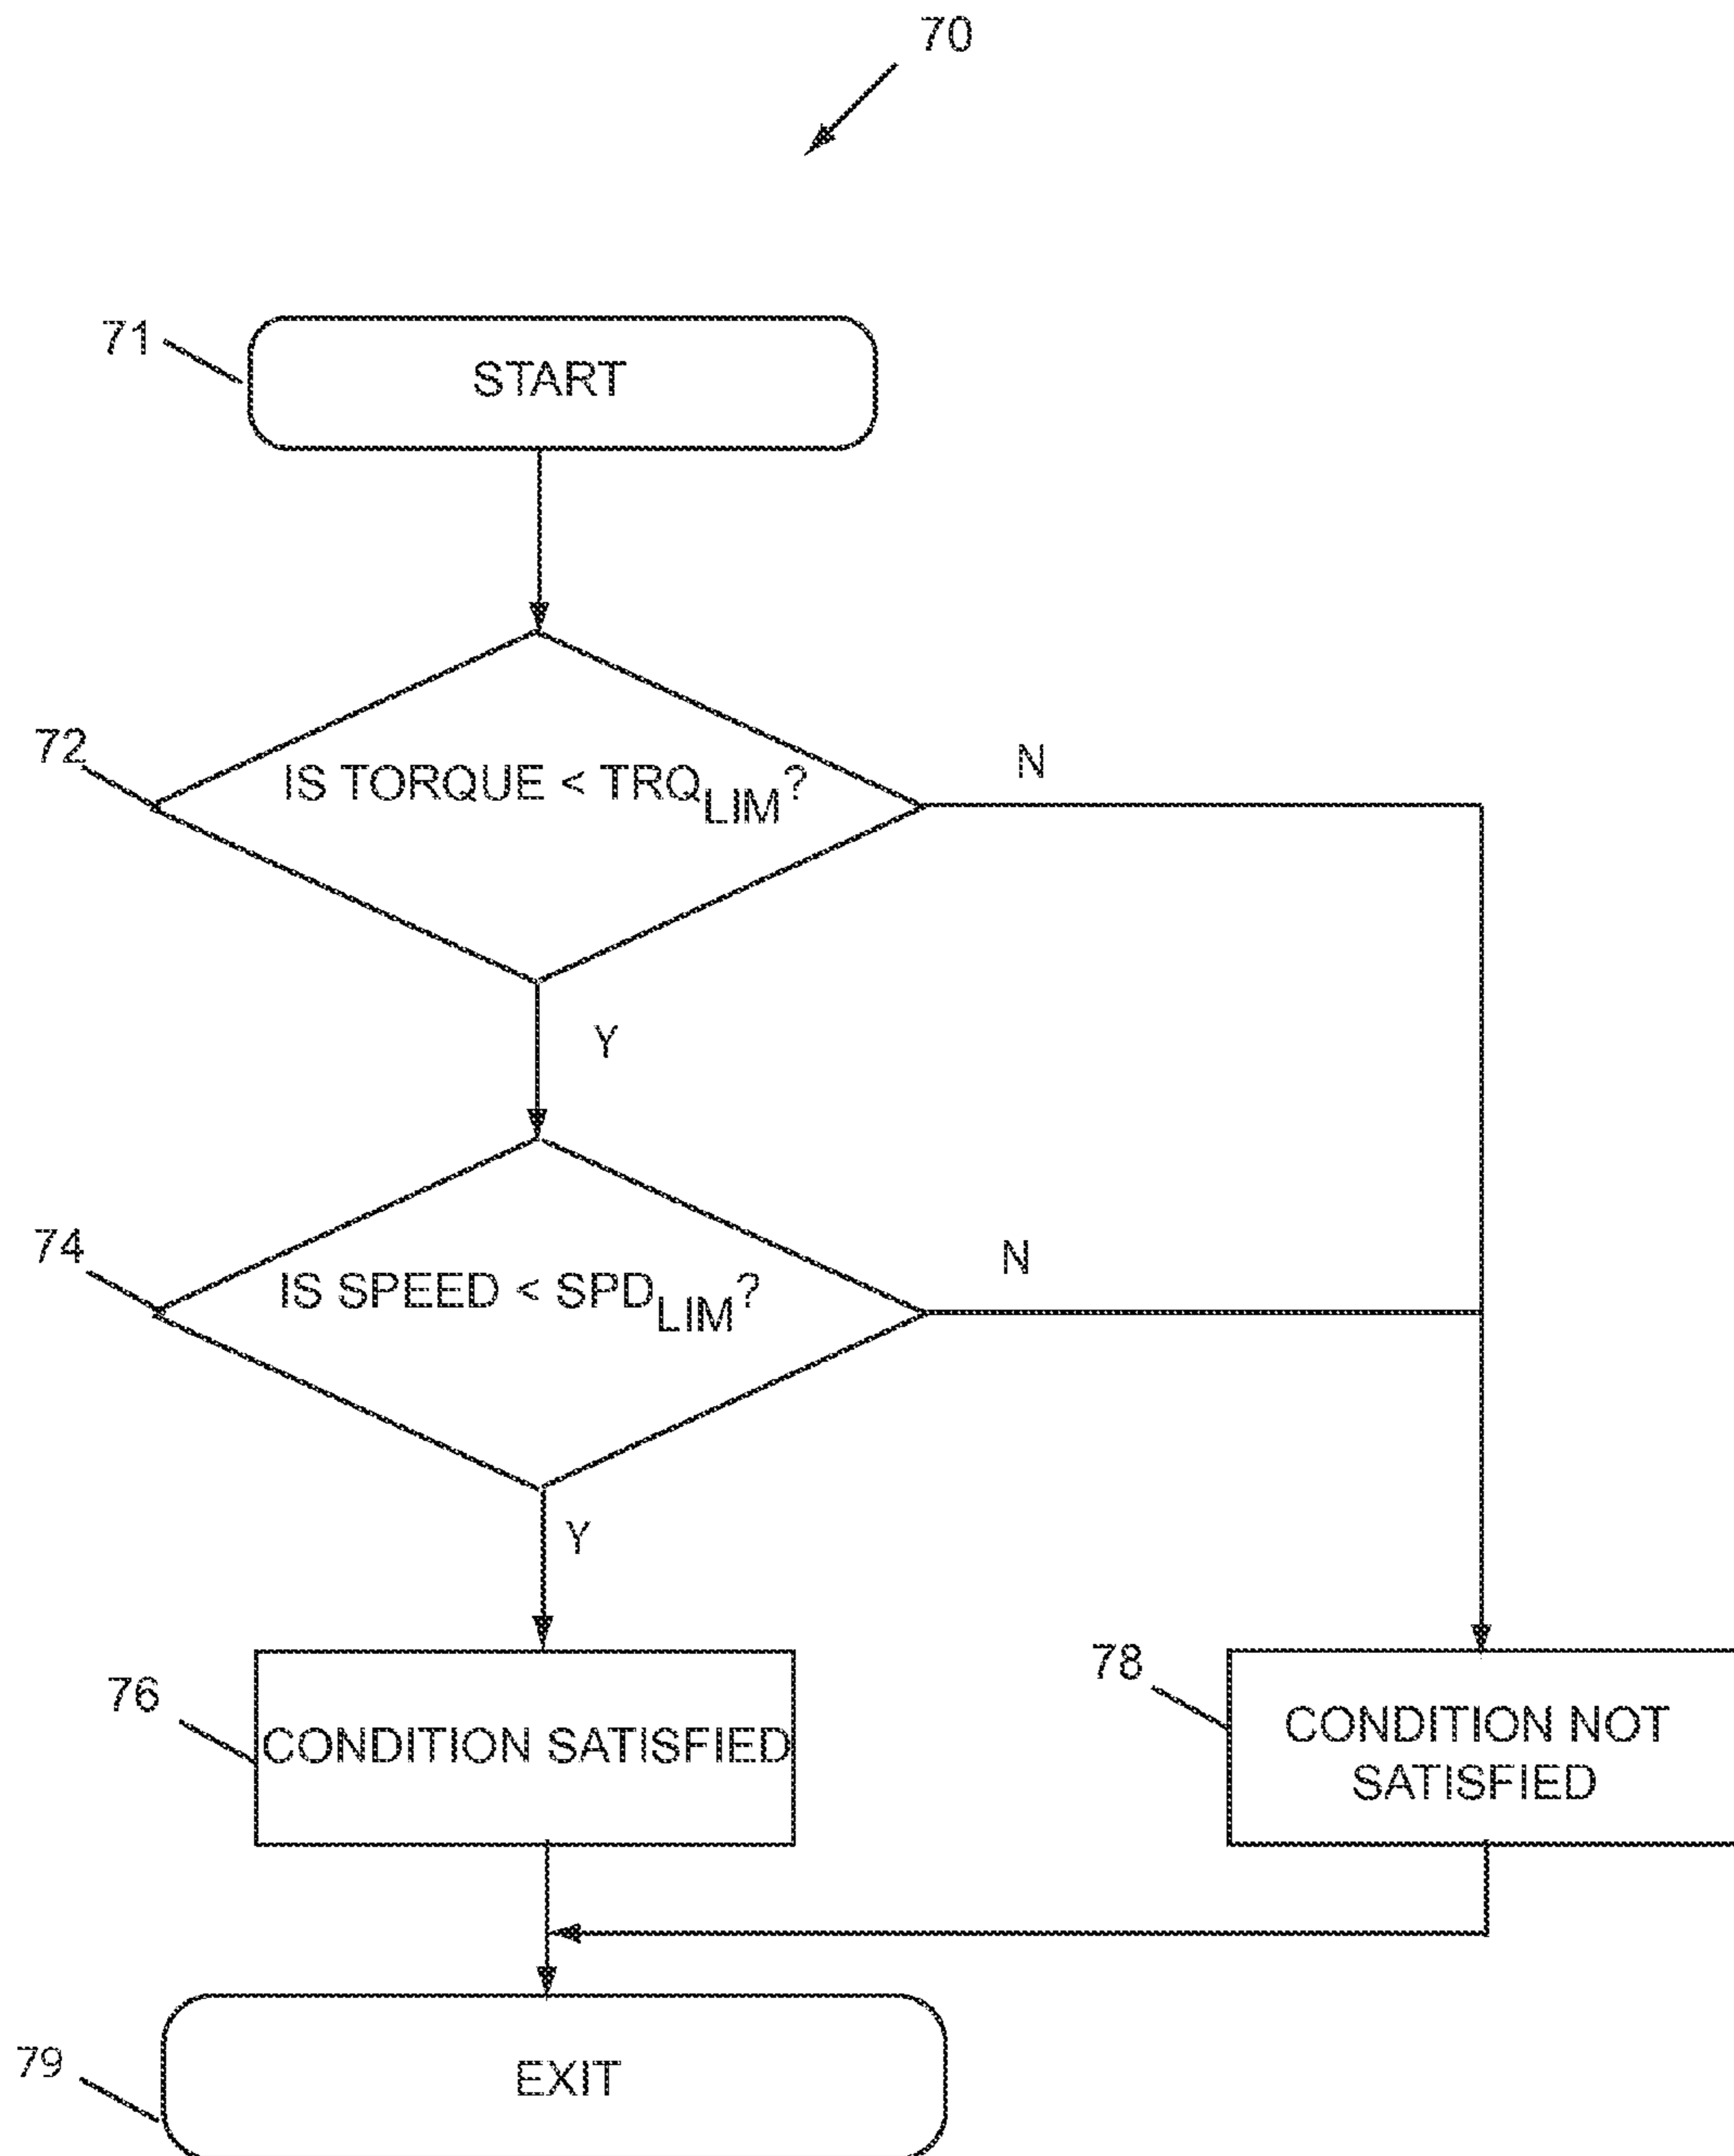 70
71
START
72
IS TORQUE < TRQLIM?
N
Y
74
IS SPEED < SPDLIM?
N
Y
76
CONDITION SATISFIED
78
CONDITION NOT
SATISFIED
79
EXIT